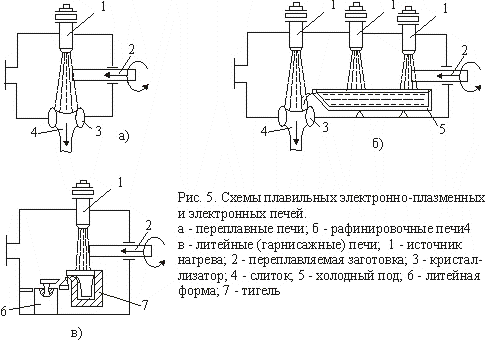 1
2
4
3
а)
1
3
4
2
4
3
5
б)
1
2
6
7
в)
Рис. 5. Схемы плавильных электронно-плазменных
и электронных печей.
а - переплавные печи; б - рафинировочные печи4
в - литейные (гарнисажные) печи; 1 - источник
нагрева; 2 - переплавляемая заготовка; 3 - кристал-
лизатор; 4 - слиток; 5 - холодный под; 6 - литейная
форма; 7 - тигель